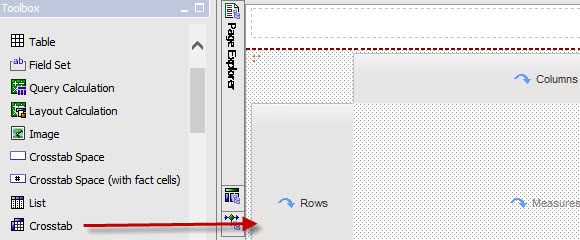 Toolbox
Table
Field Set
Query Calculation
Layout Calculation
Image
Crosstab Space
Crosstab Space (with fact cells)
List
Crosstab
Page Explorer
Columns
Rows
Measures